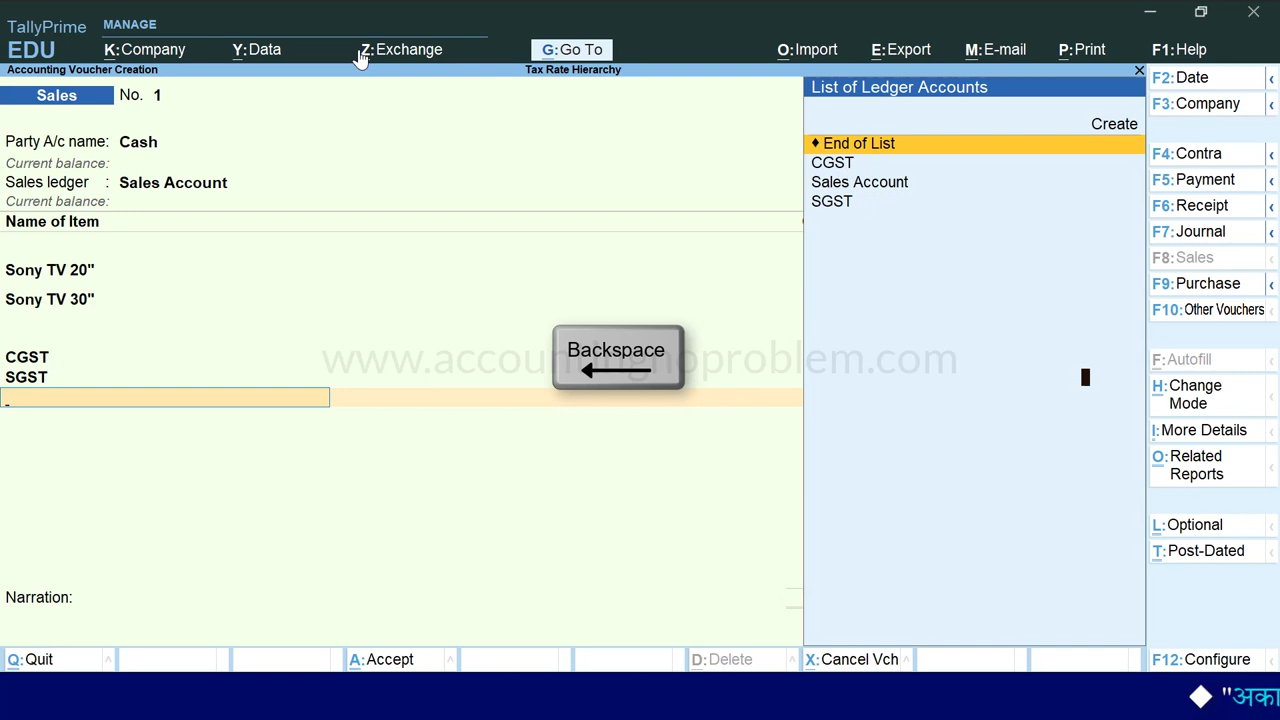 TallyPrime
MANAGE
EDU
K:Company
Y:Data
Z:Exchange
G:Go To
O:Import
E:Export
M:E-mail
P:Print
F1:Help
Accounting Voucher Creation
Tax Rate Hierarchy
Sales No. 1
Party A/c name: Cash
Current balance:
Sales ledger : Sales Account
Current balance:
Name of Item
Sony TV 20"
Sony TV 30"
CGST
SGST
Narration:
Backspace
www.accountingnoproblem.com
List of Ledger Accounts
Create
♦ End of List
CGST
Sales Account
SGST
F2:Date
F3:Company
F4:Contra
F5:Payment
F6:Receipt
F7:Journal
F8:Sales
F9:Purchase
F10:Other Vouchers
F:Autofill
H:Change
Mode
I:More Details
O:Related
Reports
L:Optional
T:Post-Dated
Q:Quit
A:Accept
D:Delete
X:Cancel Vch
F12:Configure
"अका